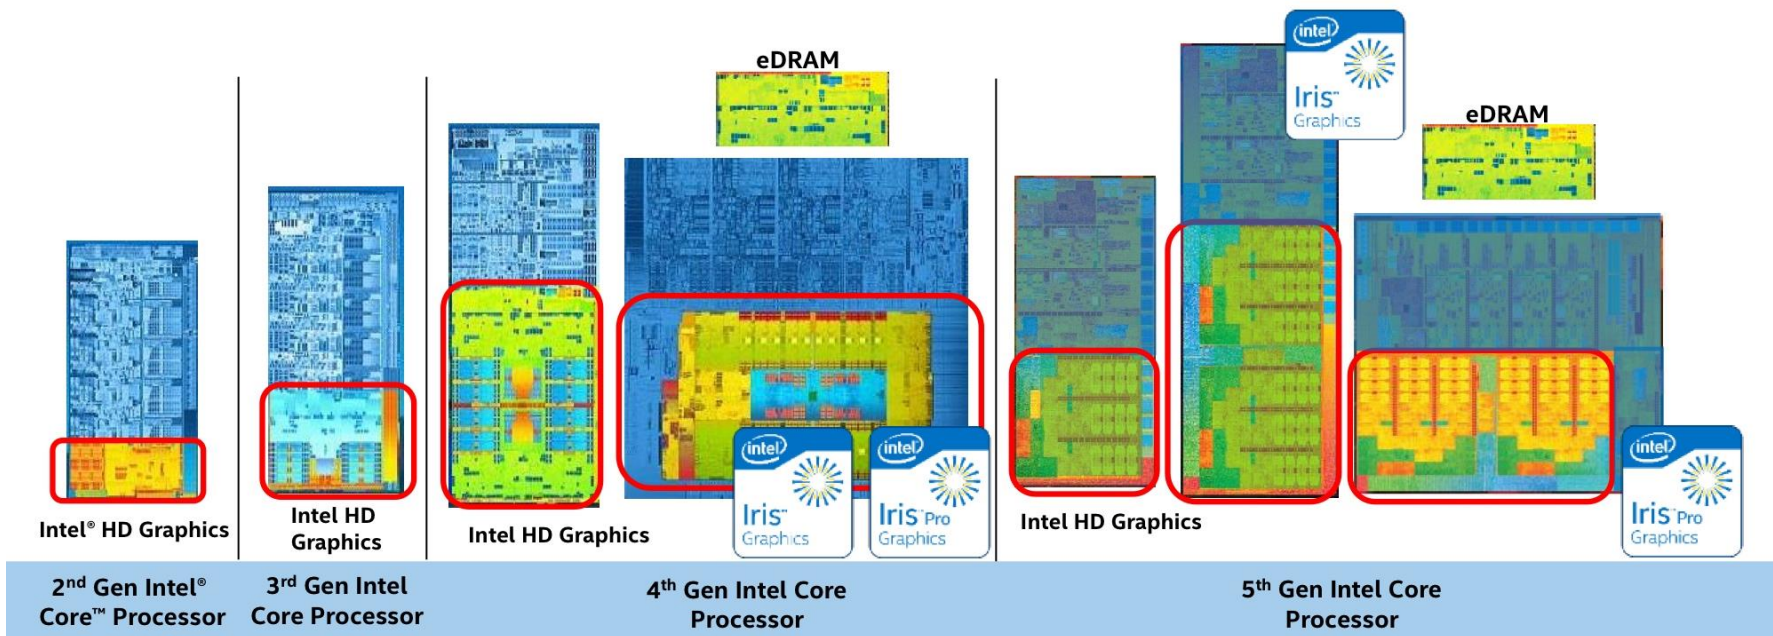 eDRAM
intel
Iris™
Graphics
eDRAM
Intel® HD Graphics
Intel HD
Graphics
Intel HD Graphics
intel
Iris™
Graphics
intel
Iris™ Pro
Graphics
Intel HD Graphics
intel
Iris™ Pro
Graphics
2nd Gen Intel®
Core™ Processor
3rd Gen Intel
Core Processor
4th Gen Intel Core
Processor
5th Gen Intel Core
Processor